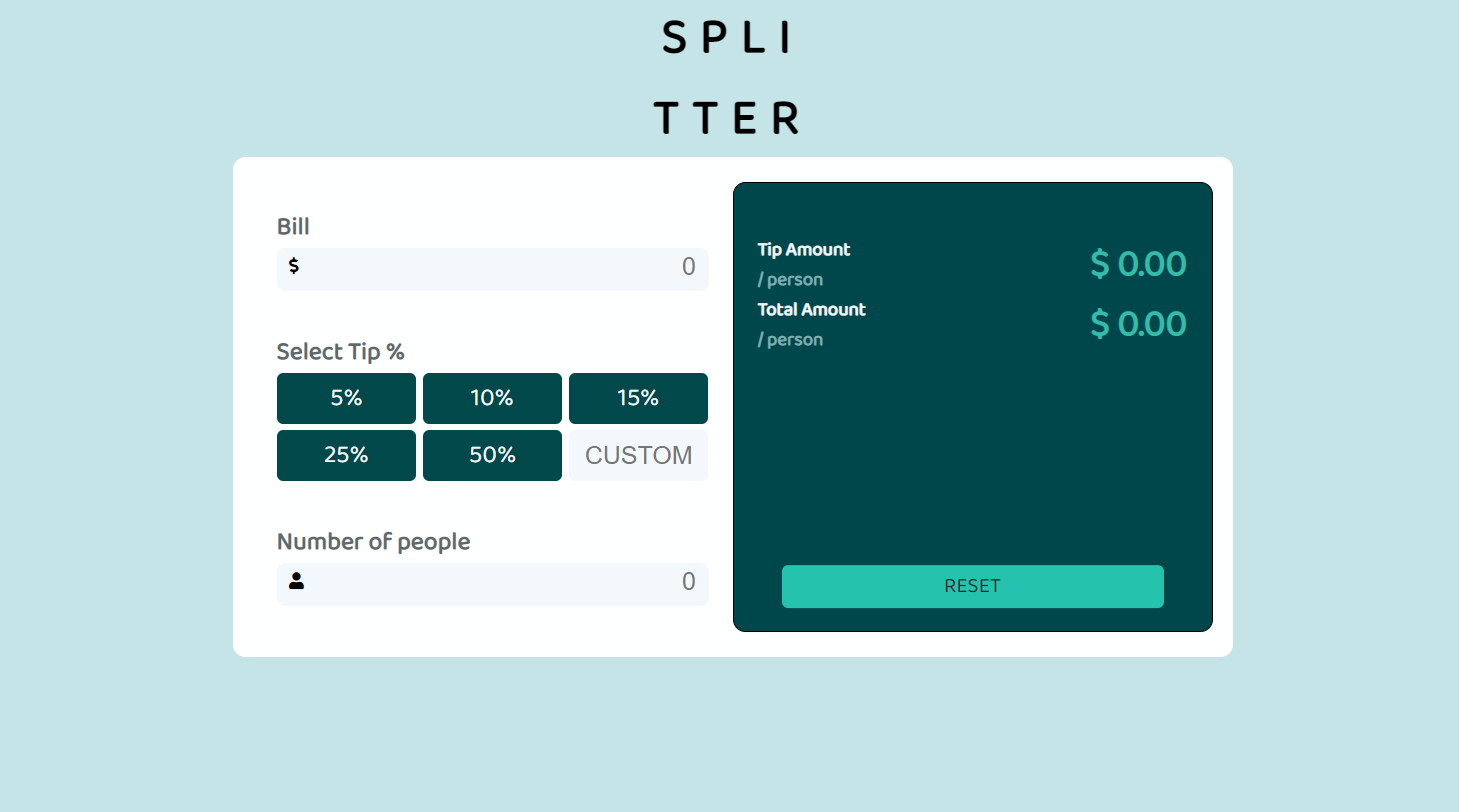 S P L I
T T E R
Bill
$ 0
Select Tip %
5% 10% 15%
25% 50% CUSTOM
Number of people
0
Tip Amount
/ person
$ 0.00
Total Amount
/ person
$ 0.00
RESET